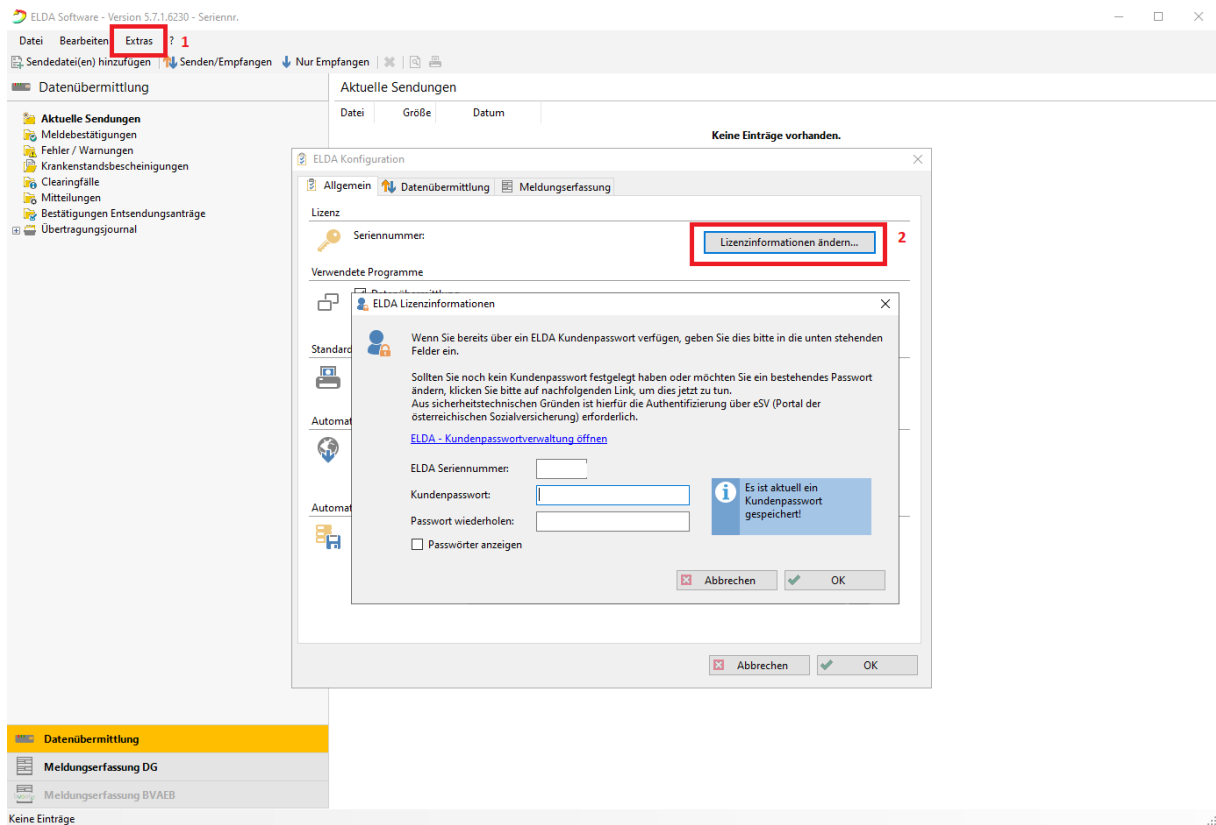 ELDA Software - Version 5.7.1.6230 - Seriennr.
Datei Bearbeiten Extras ? 1
Sendedatei(en) hinzufügen Senden/Empfangen Nur Empfangen
Datenübermittlung
Aktuelle Sendungen
Meldebestätigungen
Fehler / Warnungen
Krankenstandsbescheinigungen
Clearingfälle
Mitteilungen
Bestätigungen Entsendungsanträge
Übertragungsjournal
Aktuelle Sendungen
Datei Größe Datum
Keine Einträge vorhanden.
ELDA Konfiguration
Allgemein Datenübermittlung Meldungserfassung
Lizenz
Seriennummer:
Lizenzinformationen ändern... 2
Verwendete Programme
Standard
Automat
Automat
ELDA Lizenzinformationen
Wenn Sie bereits über ein ELDA Kundenpasswort verfügen, geben Sie dies bitte in die unten stehenden
Felder ein.
Sollten Sie noch kein Kundenpasswort festgelegt haben oder möchten Sie ein bestehendes Passwort
ändern, klicken Sie bitte auf nachfolgenden Link, um dies jetzt zu tun.
Aus sicherheitstechnischen Gründen ist hierfür die Authentifizierung über eSV (Portal der
österreichischen Sozialversicherung) erforderlich.
ELDA - Kundenpasswortverwaltung öffnen
ELDA Seriennummer:
Kundenpasswort:
Passwort wiederholen:
Passwörter anzeigen
Es ist aktuell ein
Kundenpasswort
gespeichert!
Abbrechen OK
Abbrechen OK
Datenübermittlung
Meldungserfassung DG
Meldungserfassung BVAEB
Keine Einträge